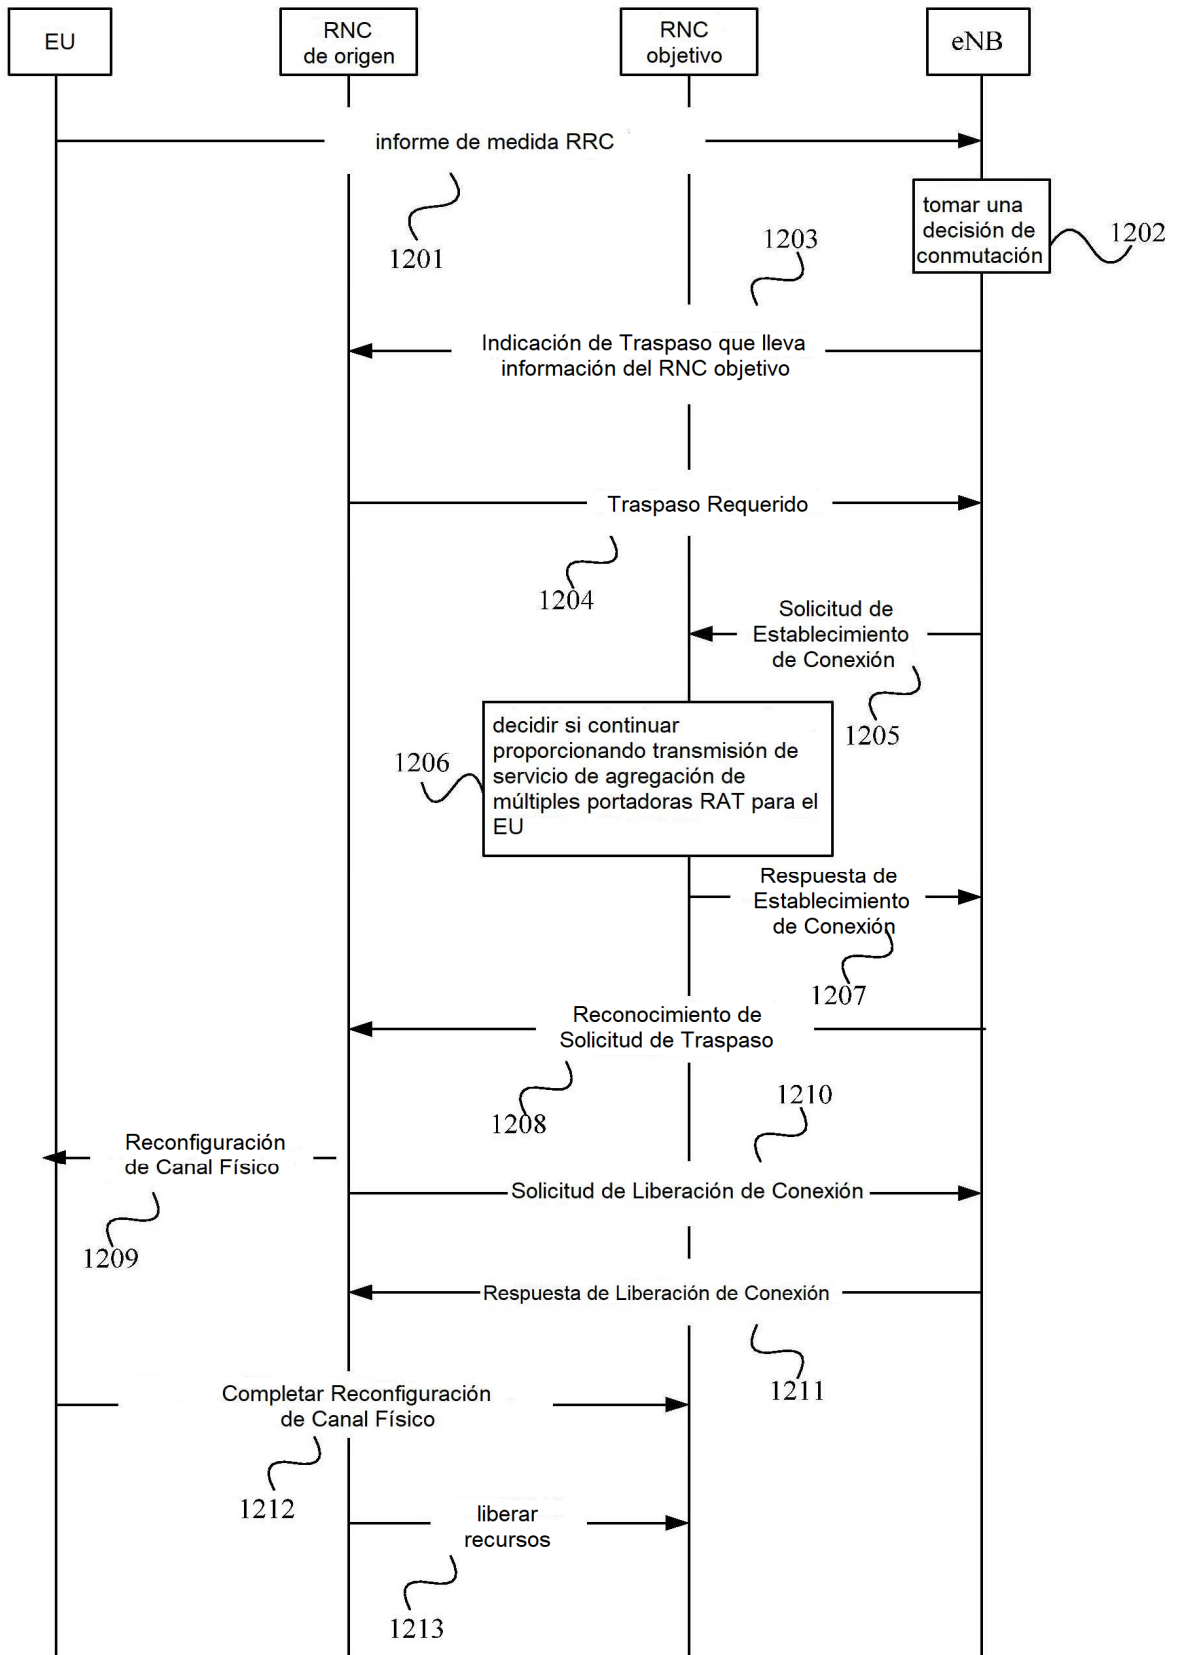 EU
RNC
de origen
RNC
objetivo
eNB
informe de medida RRC
1201
tomar una
decisión de
conmutación
1202
1203
Indicación de Traspaso que lleva
información del RNC objetivo
Traspaso Requerido
1204
Solicitud de
Establecimiento
de Conexión
1205
decidir si continuar
proporcionando transmisión de
servicio de agregación de
múltiples portadoras RAT para el
EU
1206
Respuesta de
Establecimiento
de Conexión
1207
Reconocimiento de
Solicitud de Traspaso
1208
1210
Reconfiguración
de Canal Físico
1209
Solicitud de Liberación de Conexión
Respuesta de Liberación de Conexión
1211
Completar Reconfiguración
de Canal Físico
1212
liberar
recursos
1213